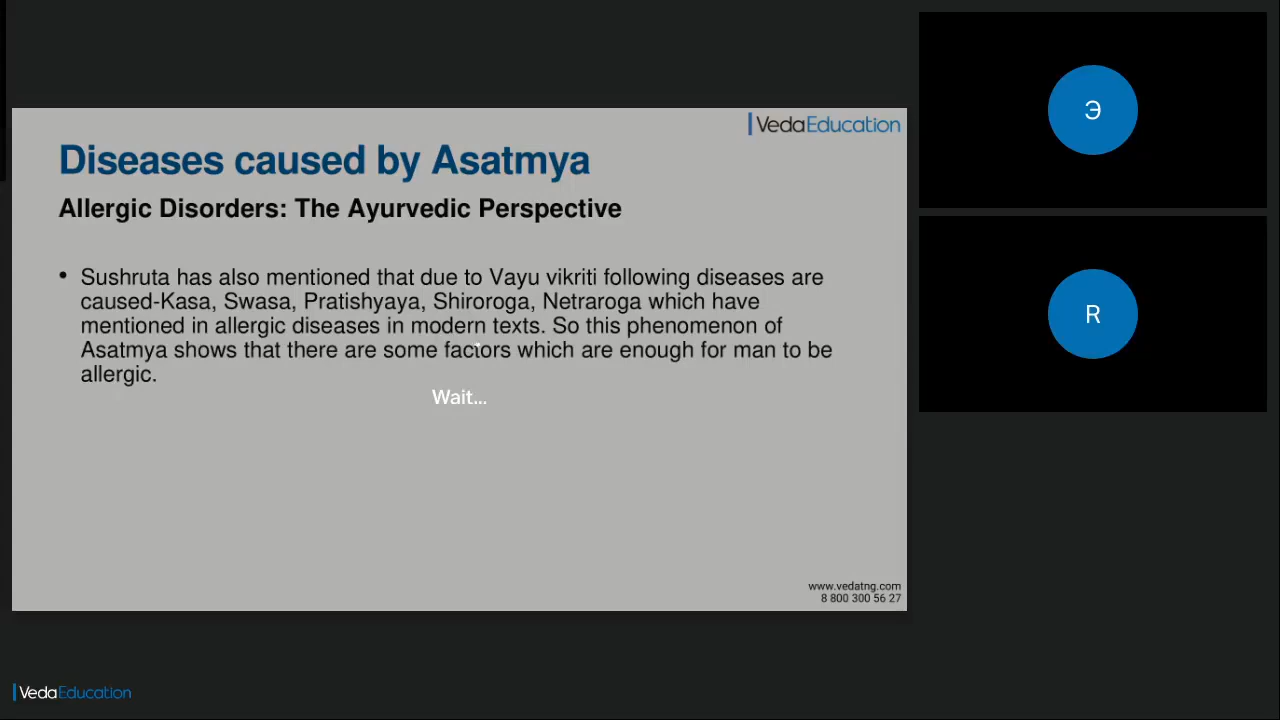 VedaEducation
Diseases caused by Asatmya
Allergic Disorders: The Ayurvedic Perspective
• Sushruta has also mentioned that due to Vayu vikriti following diseases are
caused-Kasa, Swasa, Pratishyaya, Shiroroga, Netraroga which have
mentioned in allergic diseases in modern texts. So this phenomenon of
Asatmya shows that there are some factors which are enough for man to be
allergic.
Wait...
www.vedatng.com
8 800 300 56 27
Э
R
VedaEducation